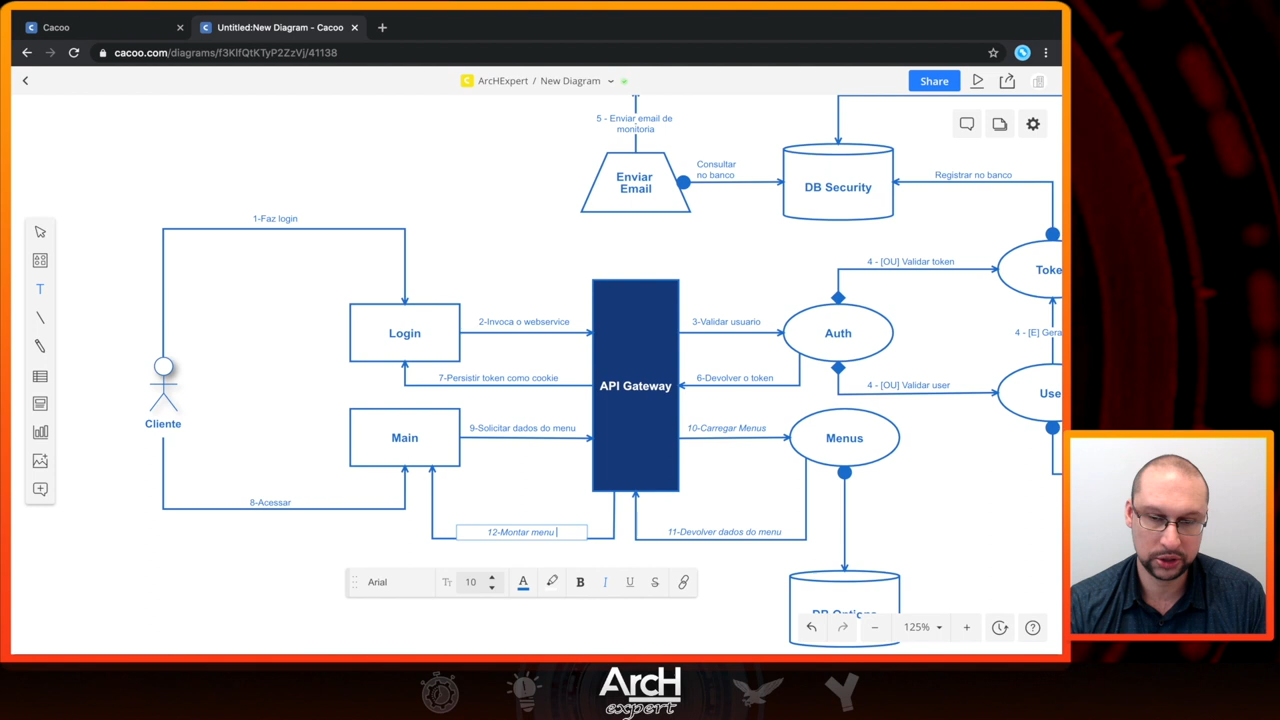 Cacoo
Untitled:New Diagram - Cacoo
cacoo.com/diagrams/f3KlfQtKTyP2ZzVj/41138
ArcHExpert / New Diagram
Share
5 - Enviar email de
monitoria
Enviar
Email
Consultar
no banco
DB Security
Registrar no banco
1-Faz login
4 - [OU] Validar token
Toke
Login
2-Invoca o webservice
3-Validar usuario
Auth
4 - [E] Gera
7-Persistir token como cookie
API Gateway
6-Devolver o token
4 - [OU] Validar user
Use
Cliente
Main
9-Solicitar dados do menu
10-Carregar Menus
Menus
8-Acessar
12-Montar menu
11-Devolver dados do menu
Arial
10
A
B
I
U
S
T
DB Options
125%
ArcH
expert